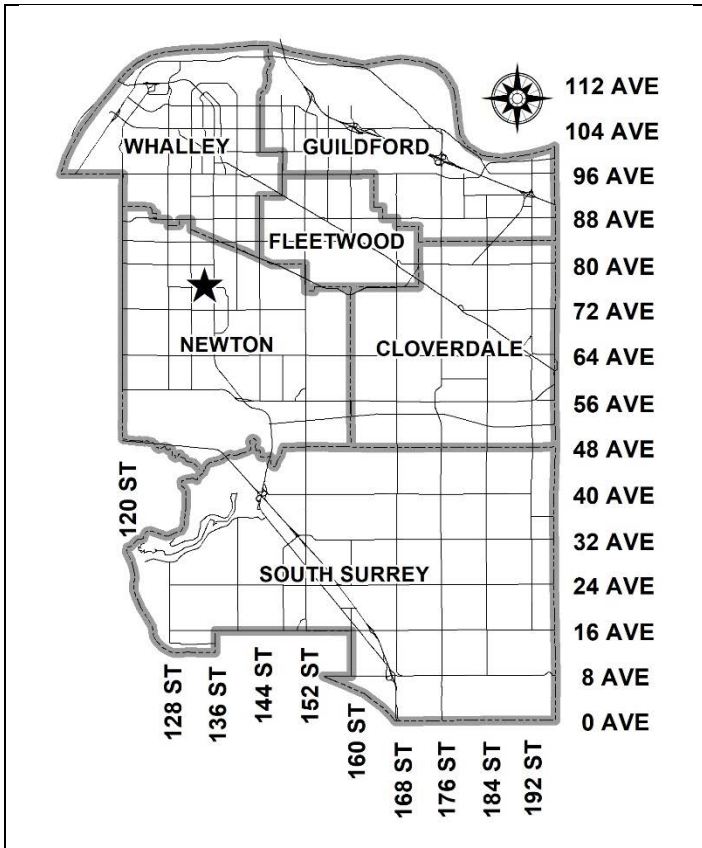 112 AVE
104 AVE
WHALLEY
GUILDFORD
96 AVE
88 AVE
FLEETWOOD
80 AVE
72 AVE
NEWTON
CLOVERDALE
64 AVE
56 AVE
48 AVE
120 ST
40 AVE
32 AVE
SOUTH SURREY
24 AVE
16 AVE
8 AVE
0 AVE
128 ST
136 ST
144 ST
152 ST
160 ST
168 ST
176 ST
184 ST
192 ST